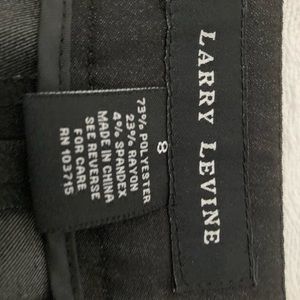 LARRY LEVINE
8
73% POLYESTER
23% RAYON
4% SPANDEX
MADE IN CHINA
SEE REVERSE
FOR CARE
RN 103715